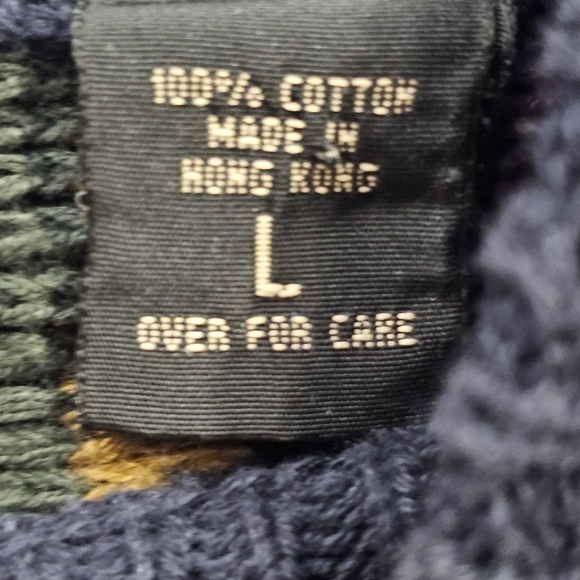 100% COTTON
MADE IN
HONG KONG
L
OVER FOR CARE